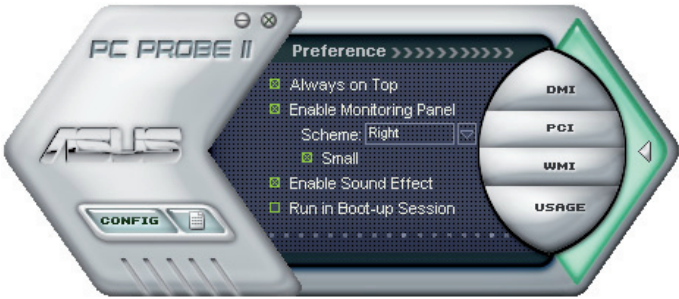 PC PROBE II
Preference >>>>>>>>>>>
Always on Top
Enable Monitoring Panel
Scheme: Right
Small
Enable Sound Effect
Run in Boot-up Session
ASUS
CONFIG
DMI
PCI
WMI
USAGE